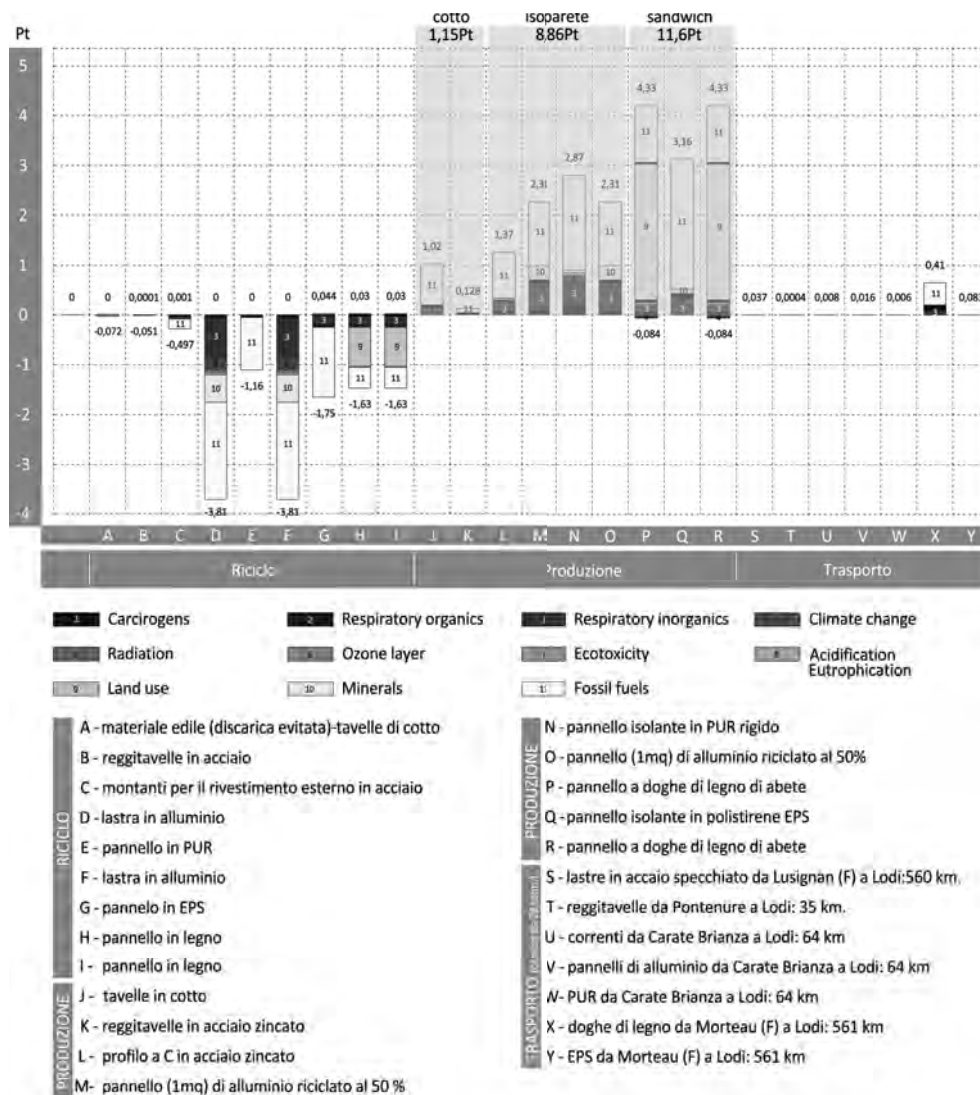 cotto isoparete sandwich
Pt 1,15Pt 8,86Pt 11,6Pt
5
4,33 4,33
4
3,16
3
2,87
2,31 2,31
2
1,37
1,02
1
0,41
0,128
0 0 0,0001 0,001 0 0 0 0,044 0,03 0,03 0,037 0,0004 0,008 0,016 0,006
0
-0,072 -0,051 -0,497 -0,084 -0,084
-1
-1,16
-1,75 -1,63 -1,63
-2
-3
-3,81 -3,81
-4
A B C D E F G H I J K L M N O P Q R S T U V W X Y
Riciclo Produzione Trasporto
1 Carcirogens
2 Respiratory organics
3 Respiratory inorganics
Climate change
Radiation
Ozone layer
Ecotoxicity
8 Acidification
Eutrophication
9 Land use
10 Minerals
11 Fossil fuels
RICICLO
A - materiale edile (discarica evitata)-tavelle di cotto
B - reggitavelle in acciaio
C - montanti per il rivestimento esterno in acciaio
D - lastra in alluminio
E - pannello in PUR
F - lastra in alluminio
G - pannelo in EPS
H - pannello in legno
I - pannello in legno
PRODUZIONE
J - tavelle in cotto
K - reggitavelle in acciaio zincato
L - profilo a C in acciaio zincato
M- pannello (1mq) di alluminio riciclato al 50 %
PRODUZIONE
N - pannello isolante in PUR rigido
O - pannello (1mq) di alluminio riciclato al 50%
P - pannello a doghe di legno di abete
Q - pannello isolante in polistirene EPS
R - pannello a doghe di legno di abete
TRASPORTO
S - lastre in accaio specchiato da Lusignan (F) a Lodi:560 km.
T - reggitavelle da Pontenure a Lodi: 35 km.
U - correnti da Carate Brianza a Lodi: 64 km
V - pannelli di alluminio da Carate Brianza a Lodi: 64 km
W- PUR da Carate Brianza a Lodi: 64 km
X - doghe di legno da Morteau (F) a Lodi: 561 km
Y - EPS da Morteau (F) a Lodi: 561 km